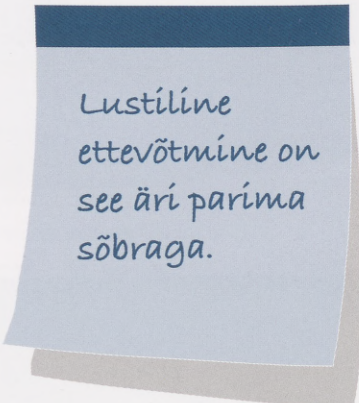 Lustiline
ettevõtmine on
see äri parima
sõbraga.